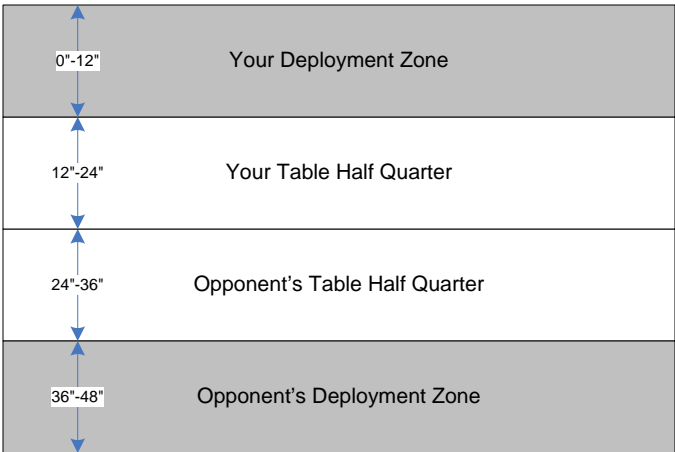 0"-12" Your Deployment Zone
12"-24" Your Table Half Quarter
24"-36" Opponent’s Table Half Quarter
36"-48" Opponent’s Deployment Zone